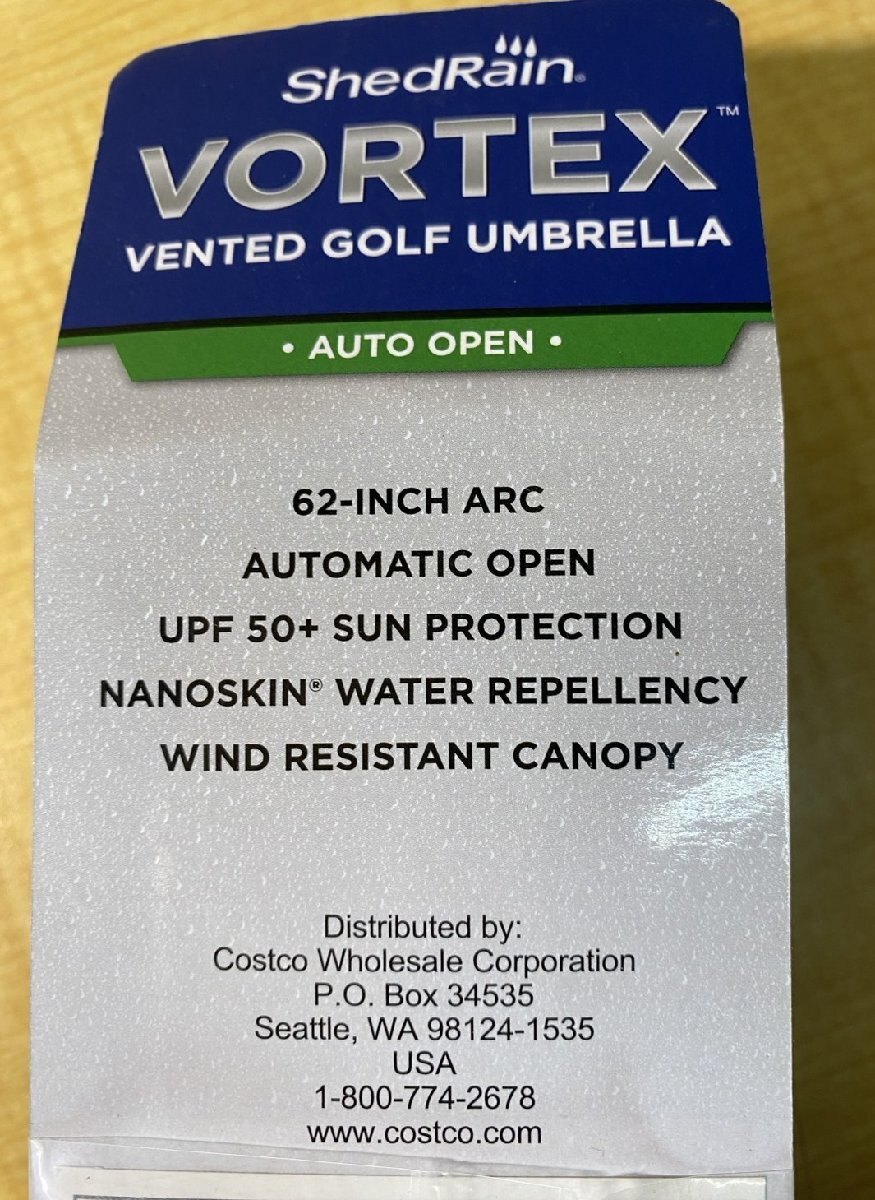 ShedRain®
VORTEX™
VENTED GOLF UMBRELLA
• AUTO OPEN •
62-INCH ARC
AUTOMATIC OPEN
UPF 50+ SUN PROTECTION
NANOSKIN® WATER REPELLENCY
WIND RESISTANT CANOPY
Distributed by:
Costco Wholesale Corporation
P.O. Box 34535
Seattle, WA 98124-1535
USA
1-800-774-2678
www.costco.com